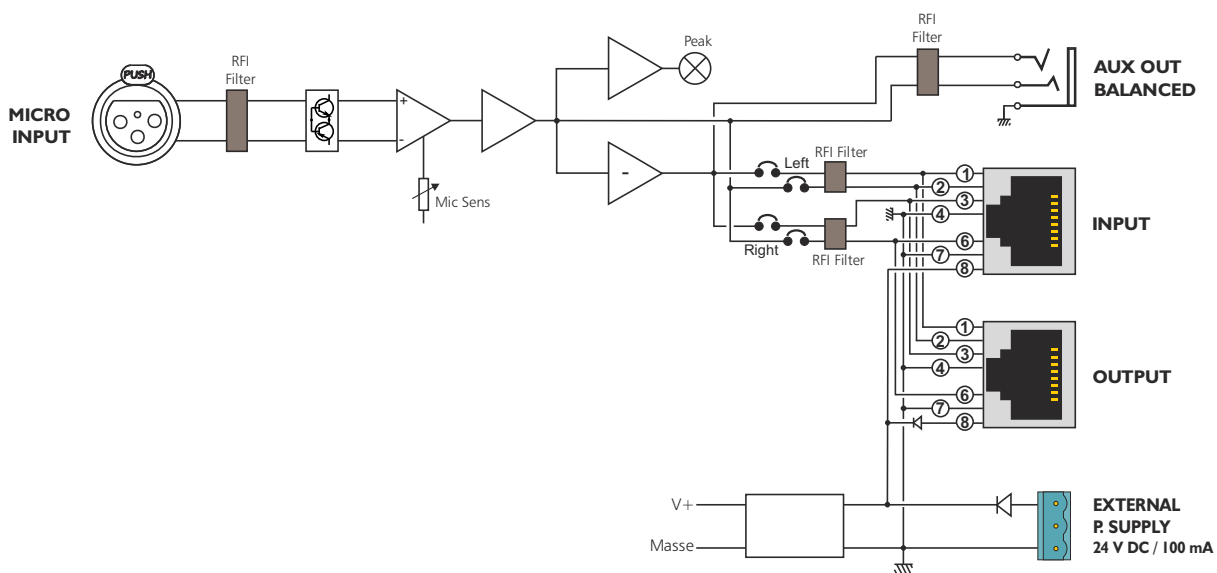 PUSH
MICRO
INPUT
RFI
Filter
+
-
Mic Sens
Peak
-
RFI
Filter
AUX OUT
BALANCED
Left
RFI Filter
Right
RFI Filter
1
2
3
4
6
7
8
INPUT
1
2
3
4
6
7
8
OUTPUT
V+
Masse
EXTERNAL
P. SUPPLY
24 V DC / 100 mA